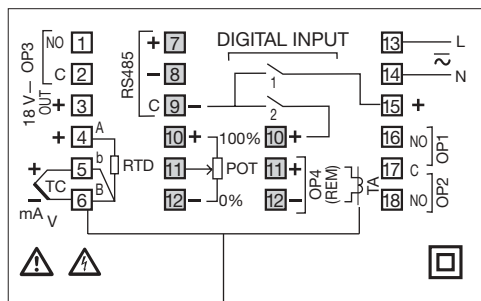 OP3
NO 1
C 2
18 V—
OUT
+ 3
+ 4 A
+ 5 b
TC
– 6 B
mA V
RTD
RS485
+ 7
– 8
C 9 –
10 + 100%
11 POT
12 – 0%
DIGITAL INPUT
1
2
10 +
11 +
12 –
OP4
(REM)
TA
13 L
14 N
15 +
16 NO
OP1
17 C
18 NO
OP2